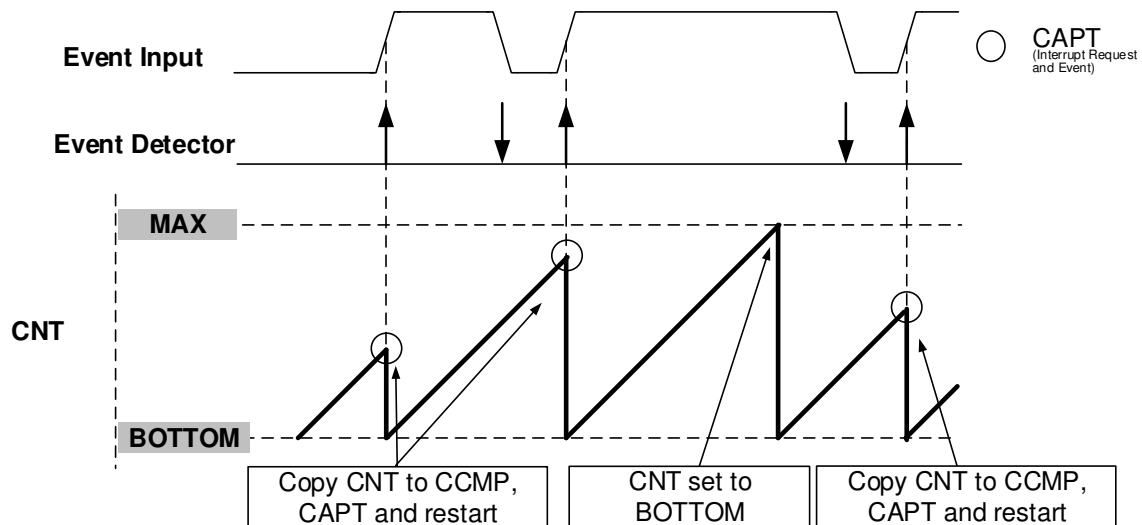 CAPT
(Interrupt Request
and Event)
Event Input
Event Detector
MAX
CNT
BOTTOM
Copy CNT to CCMP,
CAPT and restart
CNT set to
BOTTOM
Copy CNT to CCMP,
CAPT and restart